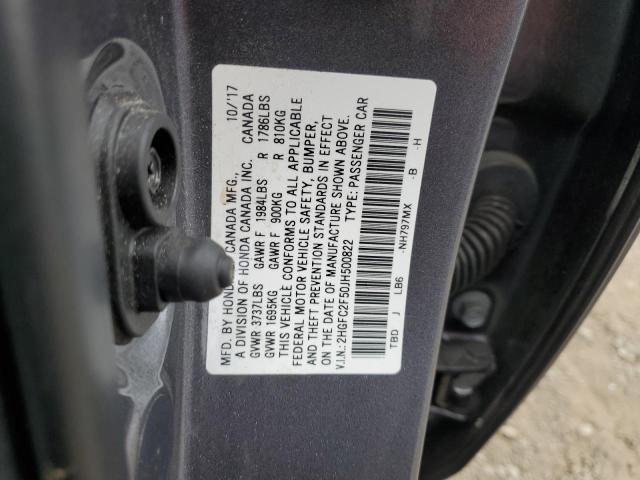 MFD. BY HONDA CANADA MFG., 10/'17
A DIVISION OF HONDA CANADA INC. CANADA
GVWR 3737LBS GAWR F 1984LBS R 1786LBS
GVWR 1695KG GAWR F 900KG R 810KG
THIS VEHICLE CONFORMS TO ALL APPLICABLE
FEDERAL MOTOR VEHICLE SAFETY, BUMPER,
AND THEFT PREVENTION STANDARDS IN EFFECT
ON THE DATE OF MANUFACTURE SHOWN ABOVE.
V.I.N.: 2HGFC2F50JH500822 TYPE: PASSENGER CAR
TBD J LB6 -NH797MX -B -H